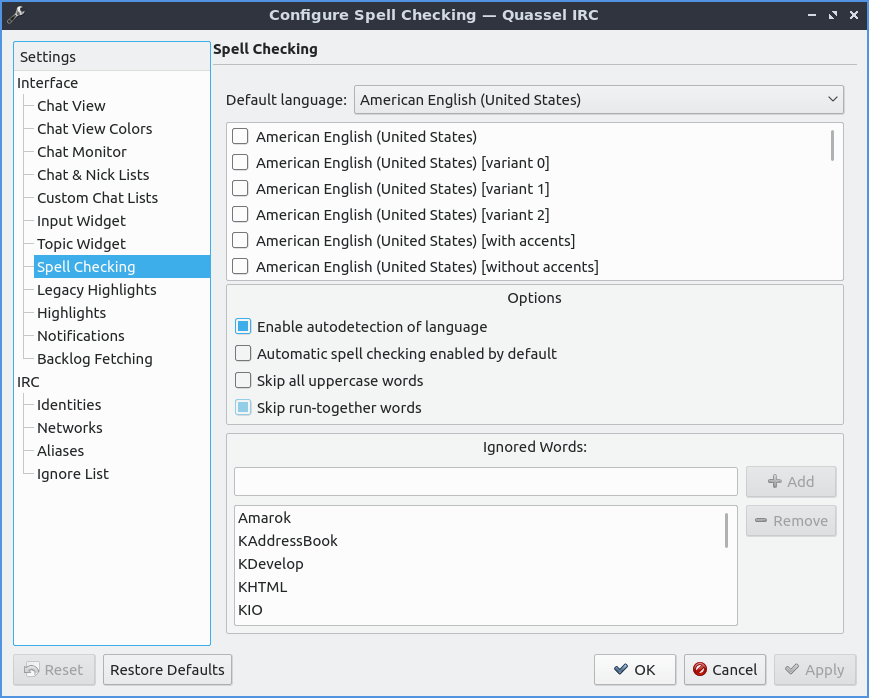 Configure Spell Checking — Quassel IRC
Settings
Interface
Chat View
Chat View Colors
Chat Monitor
Chat & Nick Lists
Custom Chat Lists
Input Widget
Topic Widget
Spell Checking
Legacy Highlights
Highlights
Notifications
Backlog Fetching
IRC
Identities
Networks
Aliases
Ignore List
Spell Checking
Default language: American English (United States)
American English (United States)
American English (United States) [variant 0]
American English (United States) [variant 1]
American English (United States) [variant 2]
American English (United States) [with accents]
American English (United States) [without accents]
Options
Enable autodetection of language
Automatic spell checking enabled by default
Skip all uppercase words
Skip run-together words
Ignored Words:
Add
Remove
Amarok
KAddressBook
KDevelop
KHTML
KIO
Reset Restore Defaults OK Cancel Apply